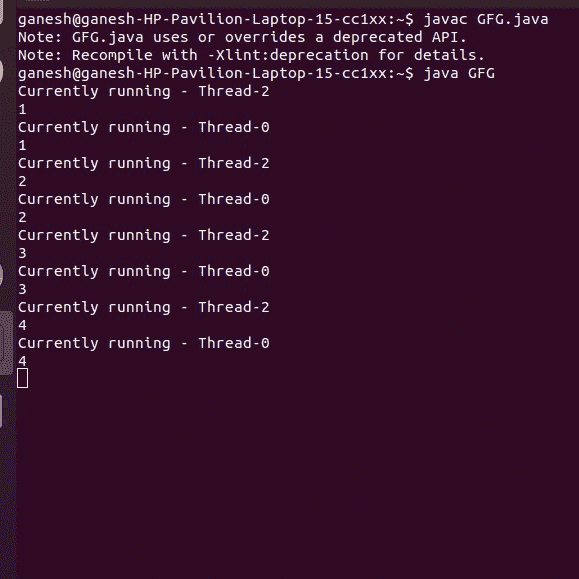 ganesh@ganesh-HP-Pavilion-Laptop-15-cc1xx:~$ javac GFG.java
Note: GFG.java uses or overrides a deprecated API.
Note: Recompile with -Xlint:deprecation for details.
ganesh@ganesh-HP-Pavilion-Laptop-15-cc1xx:~$ java GFG
Currently running - Thread-2
1
Currently running - Thread-0
1
Currently running - Thread-2
2
Currently running - Thread-0
2
Currently running - Thread-2
3
Currently running - Thread-0
3
Currently running - Thread-2
4
Currently running - Thread-0
4